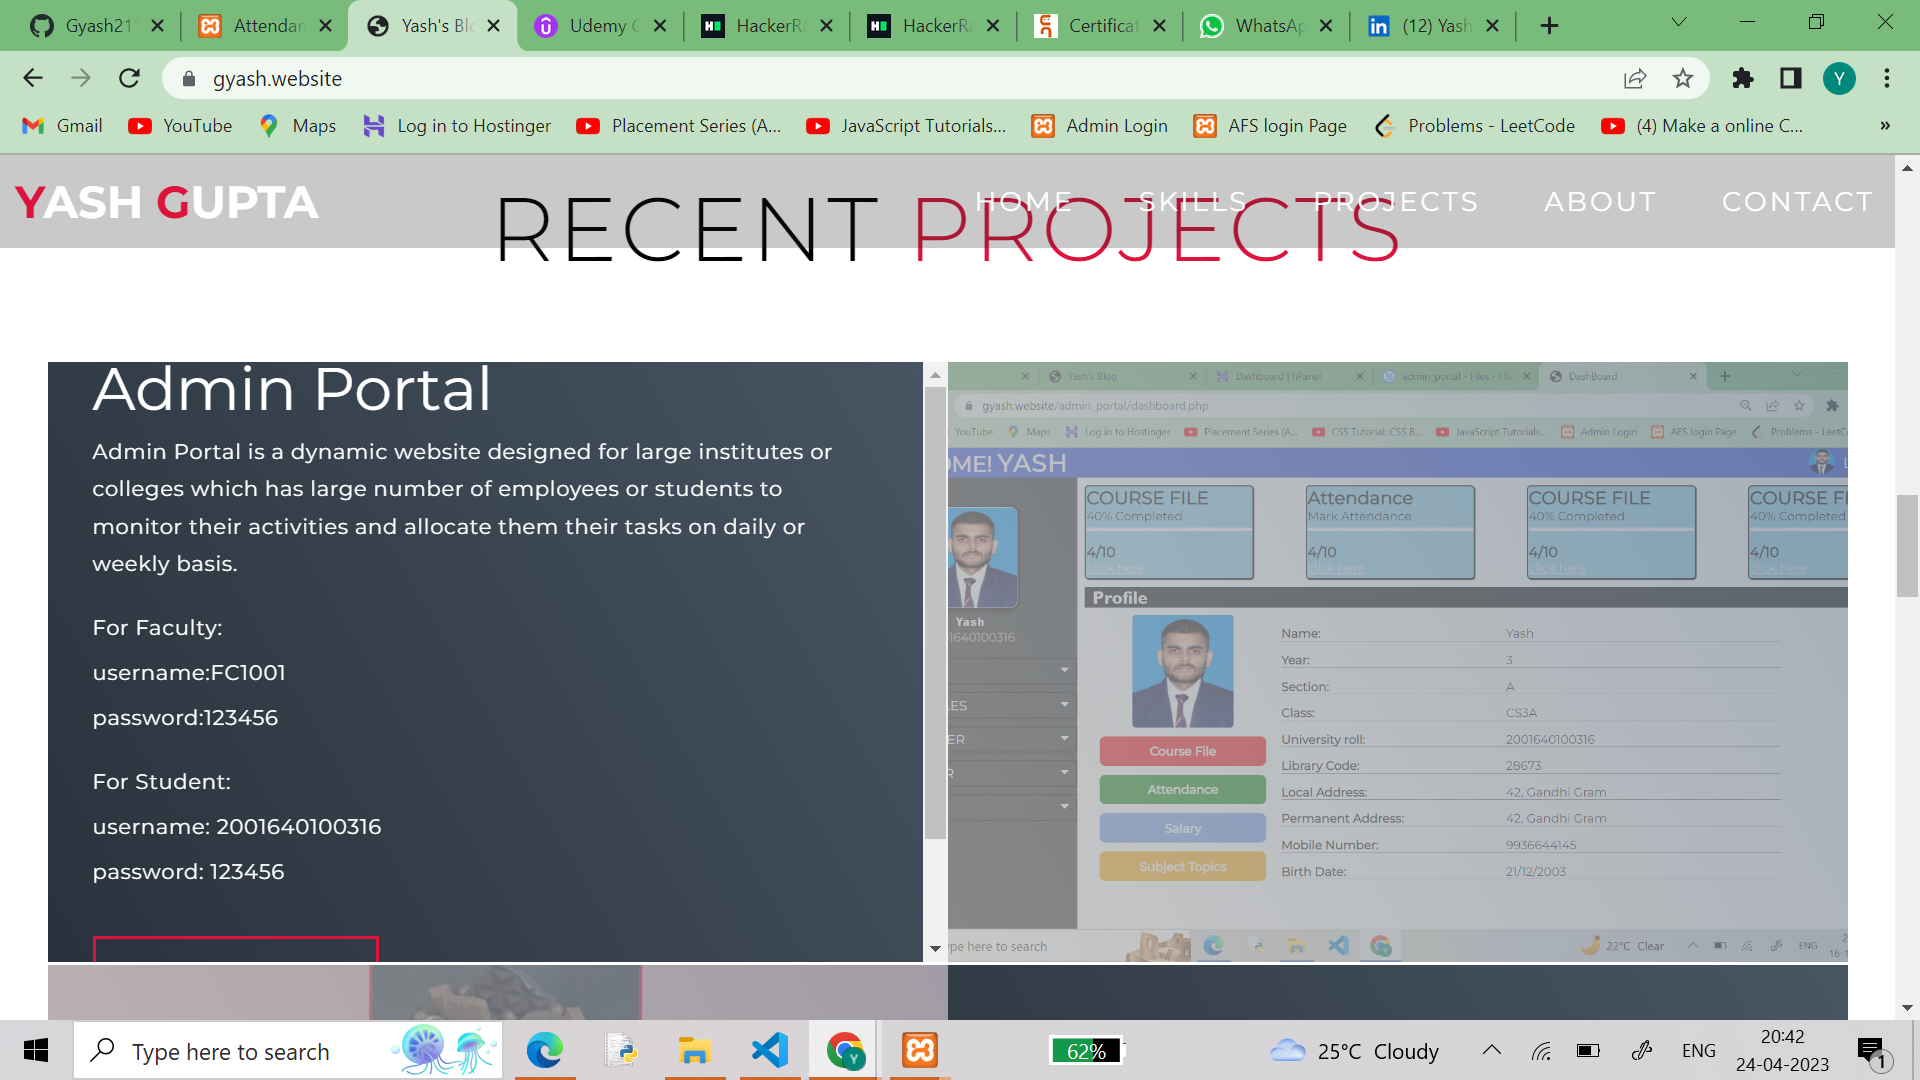 Gyash21
Attendan
Yash's Blo
Udemy C
HackerRa
HackerRa
Certificat
WhatsAp
(12) Yash
gyash.website
Y
Gmail
YouTube
Maps
Log in to Hostinger
Placement Series (A...
JavaScript Tutorials...
Admin Login
AFS login Page
Problems - LeetCode
(4) Make a online C...
»
YASH GUPTA
HOME
SKILLS
PROJECTS
ABOUT
CONTACT
RECENT PROJECTS
Admin Portal
Admin Portal is a dynamic website designed for large institutes or
colleges which has large number of employees or students to
monitor their activities and allocate them their tasks on daily or
weekly basis.
For Faculty:
username:FC1001
password:123456
For Student:
username: 2001640100316
password: 123456
Yash's Blog
Dashboard | hPanel
admin_portal - Files - File
DashBoard
gyash.website/admin_portal/dashboard.php
YouTube
Maps
Log in to Hostinger
Placement Series (A...
CSS Tutorial: CSS B...
JavaScript Tutorials...
Admin Login
AFS login Page
Problems - LeetC
OME! YASH
COURSE FILE
40% Completed
4/10
click here
Attendance
Mark Attendance
4/10
click here
COURSE FILE
40% Completed
4/10
click here
COURSE FI
40% Completed
4/10
click here
Yash
01640100316
LES
ER
R
Profile
Course File
Attendance
Salary
Subject Topics
Name: Yash
Year: 3
Section: A
Class: CS3A
University roll: 2001640100316
Library Code: 28673
Local Address: 42, Gandhi Gram
Permanent Address: 42, Gandhi Gram
Mobile Number: 9936644145
Birth Date: 21/12/2003
ype here to search
22°C Clear
ENG
16-1
Type here to search
62%
25°C Cloudy
ENG
20:42
24-04-2023
1